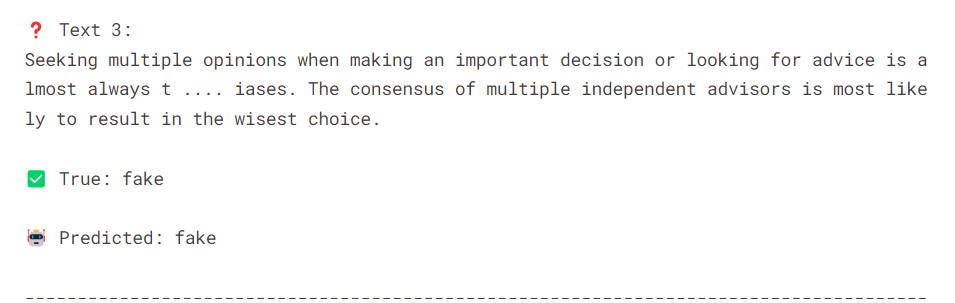 ❓ Text 3:
Seeking multiple opinions when making an important decision or looking for advice is a
lmost always t .... iases. The consensus of multiple independent advisors is most like
ly to result in the wisest choice.
✅ True: fake
🤖 Predicted: fake
--------------------------------------------------------------------------------------